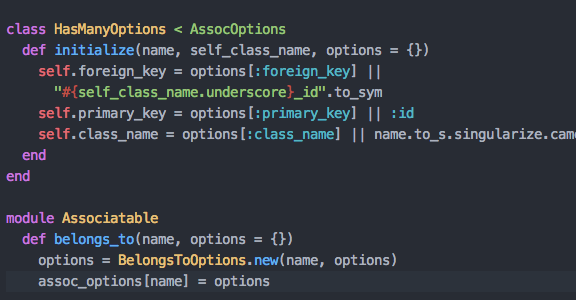 class HasManyOptions < AssocOptions
def initialize(name, self_class_name, options = {})
self.foreign_key = options[:foreign_key] ||
"#{self_class_name.underscore}_id".to_sym
self.primary_key = options[:primary_key] || :id
self.class_name = options[:class_name] || name.to_s.singularize.came
end
end
module Associatable
def belongs_to(name, options = {})
options = BelongsToOptions.new(name, options)
assoc_options[name] = options